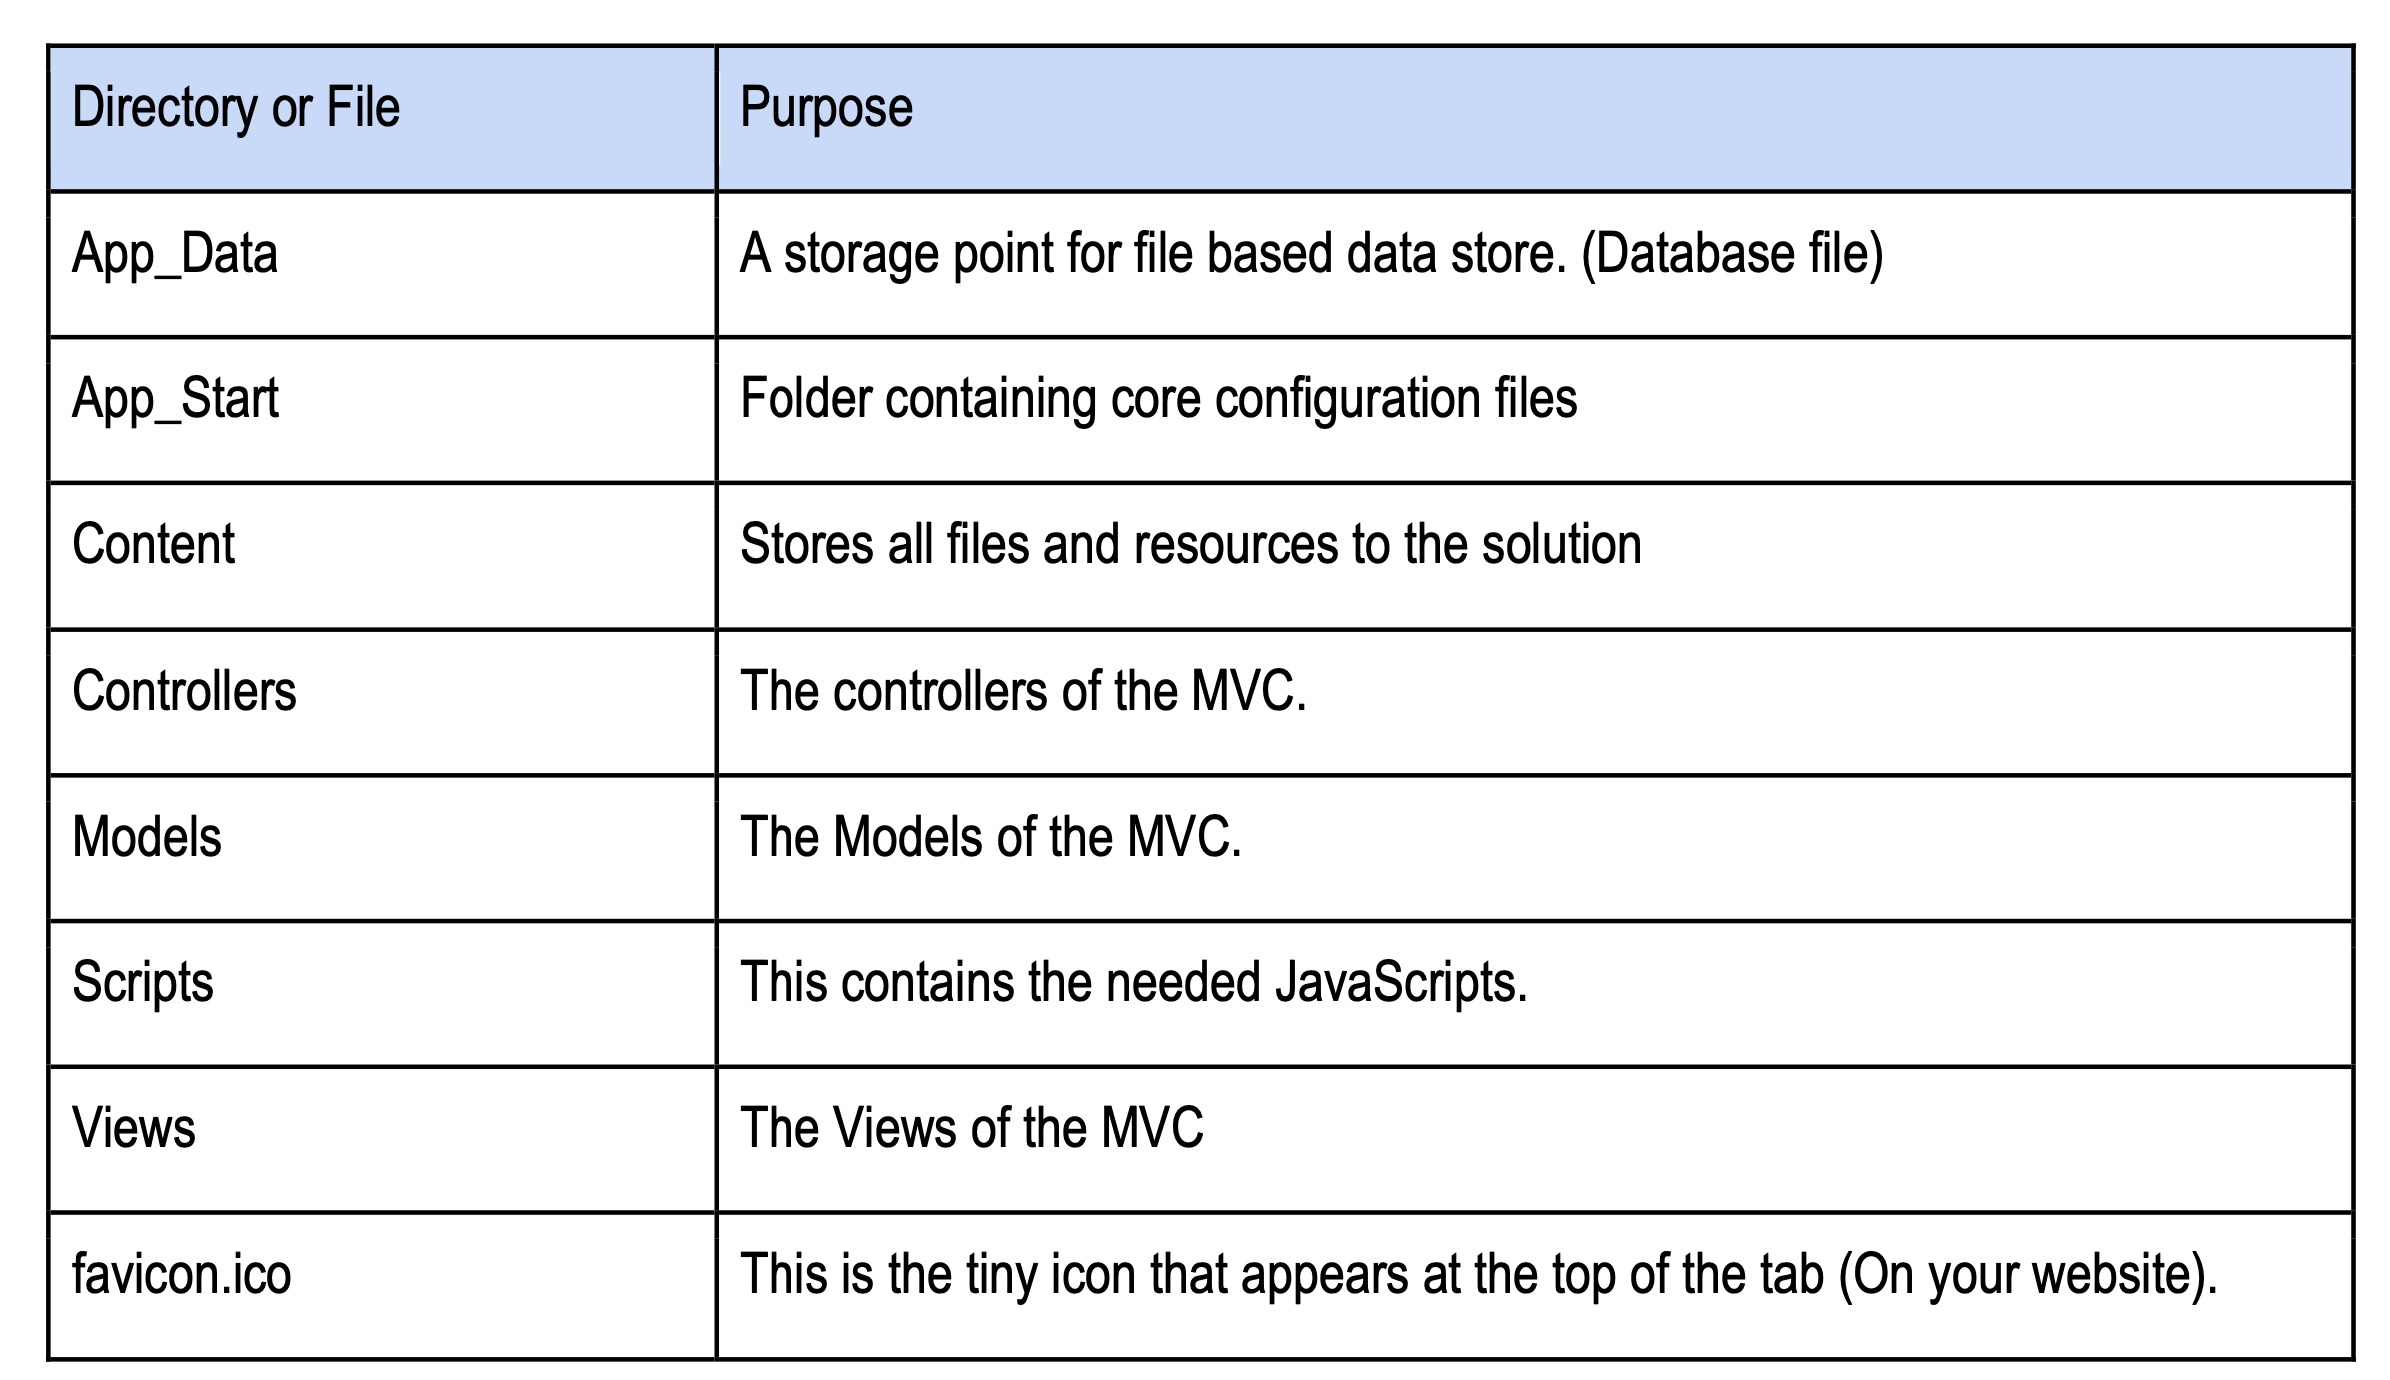 Directory or File
Purpose
App_Data
A storage point for file based data store. (Database file)
App_Start
Folder containing core configuration files
Content
Stores all files and resources to the solution
Controllers
The controllers of the MVC.
Models
The Models of the MVC.
Scripts
This contains the needed JavaScripts.
Views
The Views of the MVC
favicon.ico
This is the tiny icon that appears at the top of the tab (On your website).